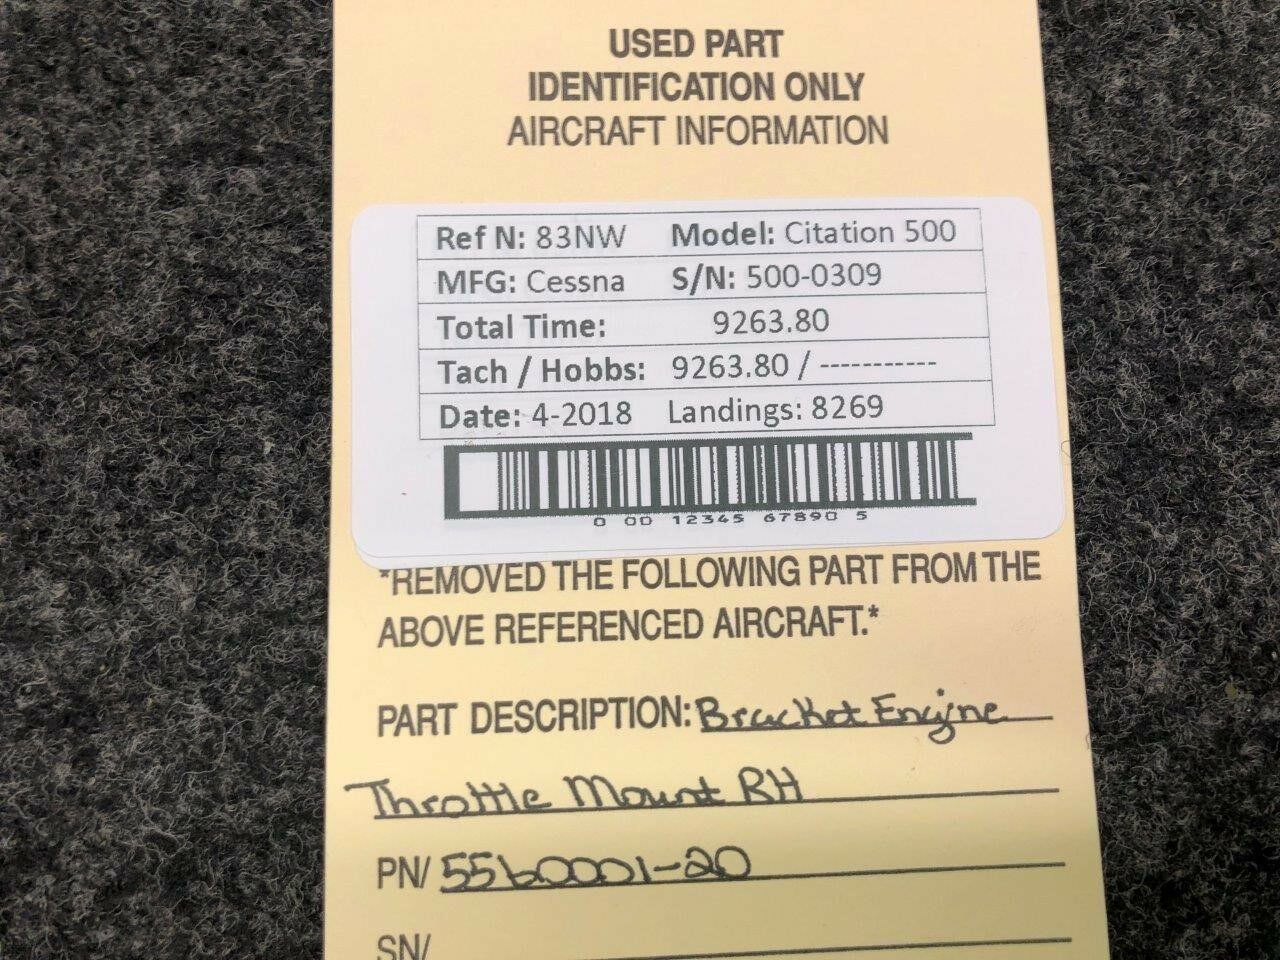 USED PART
IDENTIFICATION ONLY
AIRCRAFT INFORMATION
Ref N: 83NW Model: Citation 500
MFG: Cessna S/N: 500-0309
Total Time: 9263.80
Tach / Hobbs: 9263.80 / -----------
Date: 4-2018 Landings: 8269
0 00 12345 67890 5
*REMOVED THE FOLLOWING PART FROM THE
ABOVE REFERENCED AIRCRAFT.*
PART DESCRIPTION: Bracket Engine
Throttle Mount RH
PN/ 5560001-20
SN/